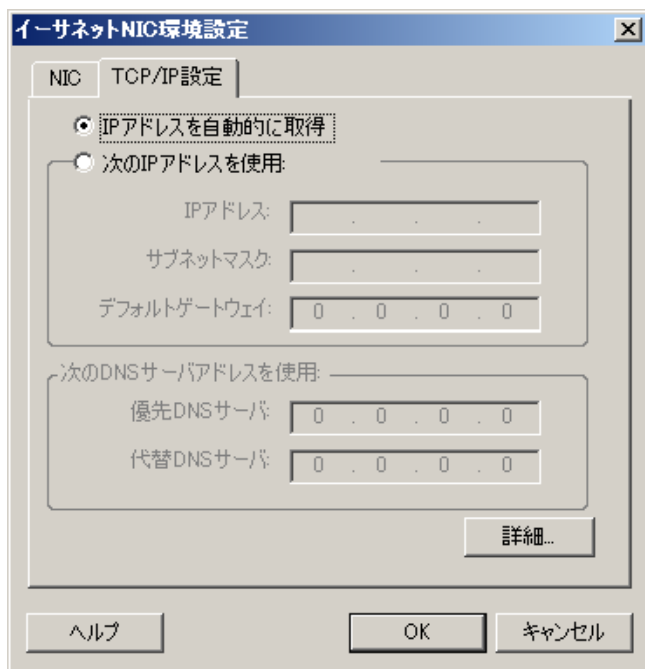 イーサネットNIC環境設定
NIC
TCP/IP設定
IPアドレスを自動的に取得
次のIPアドレスを使用:
IPアドレス: . . .
サブネットマスク: . . .
デフォルトゲートウェイ: 0 . 0 . 0 . 0
次のDNSサーバアドレスを使用:
優先DNSサーバ: 0 . 0 . 0 . 0
代替DNSサーバ: 0 . 0 . 0 . 0
詳細...
ヘルプ
OK
キャンセル